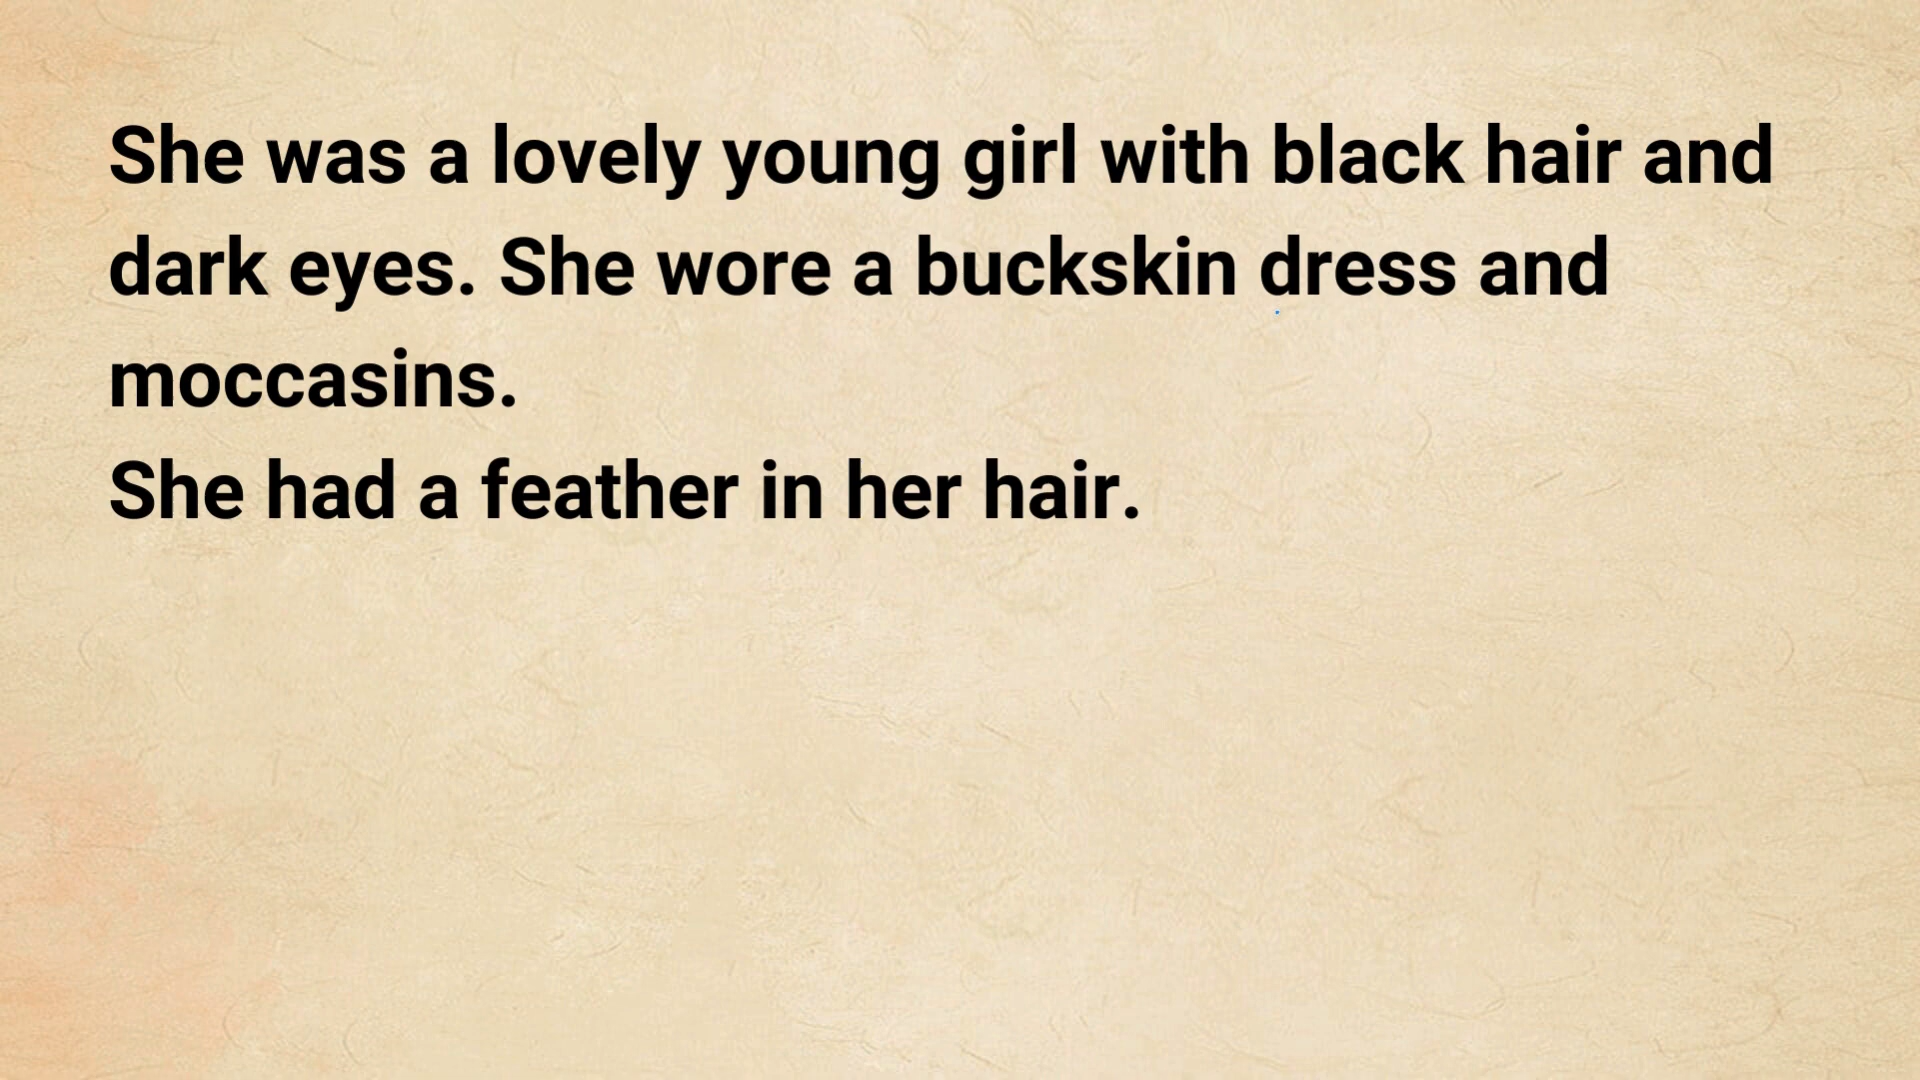 She was a lovely young girl with black hair and
dark eyes. She wore a buckskin dress and
moccasins.
She had a feather in her hair.